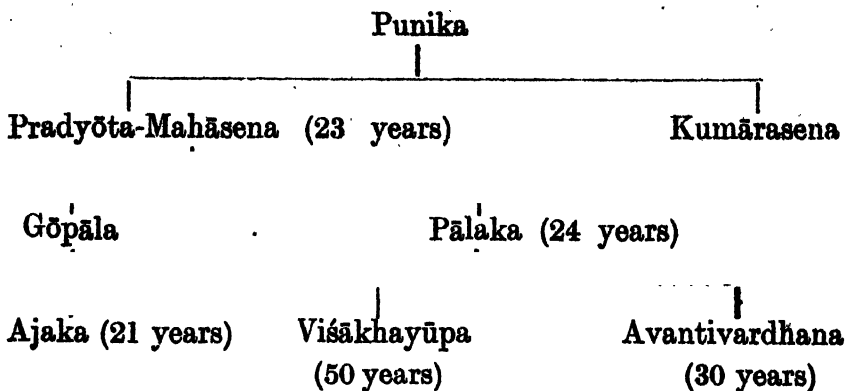 Punika
Pradyōta-Mahāsena (23 years) Kumārasena
Gōpāla Pālaka (24 years)
Ajaka (21 years) Viśākhayūpa Avantivardhana
(50 years) (30 years)